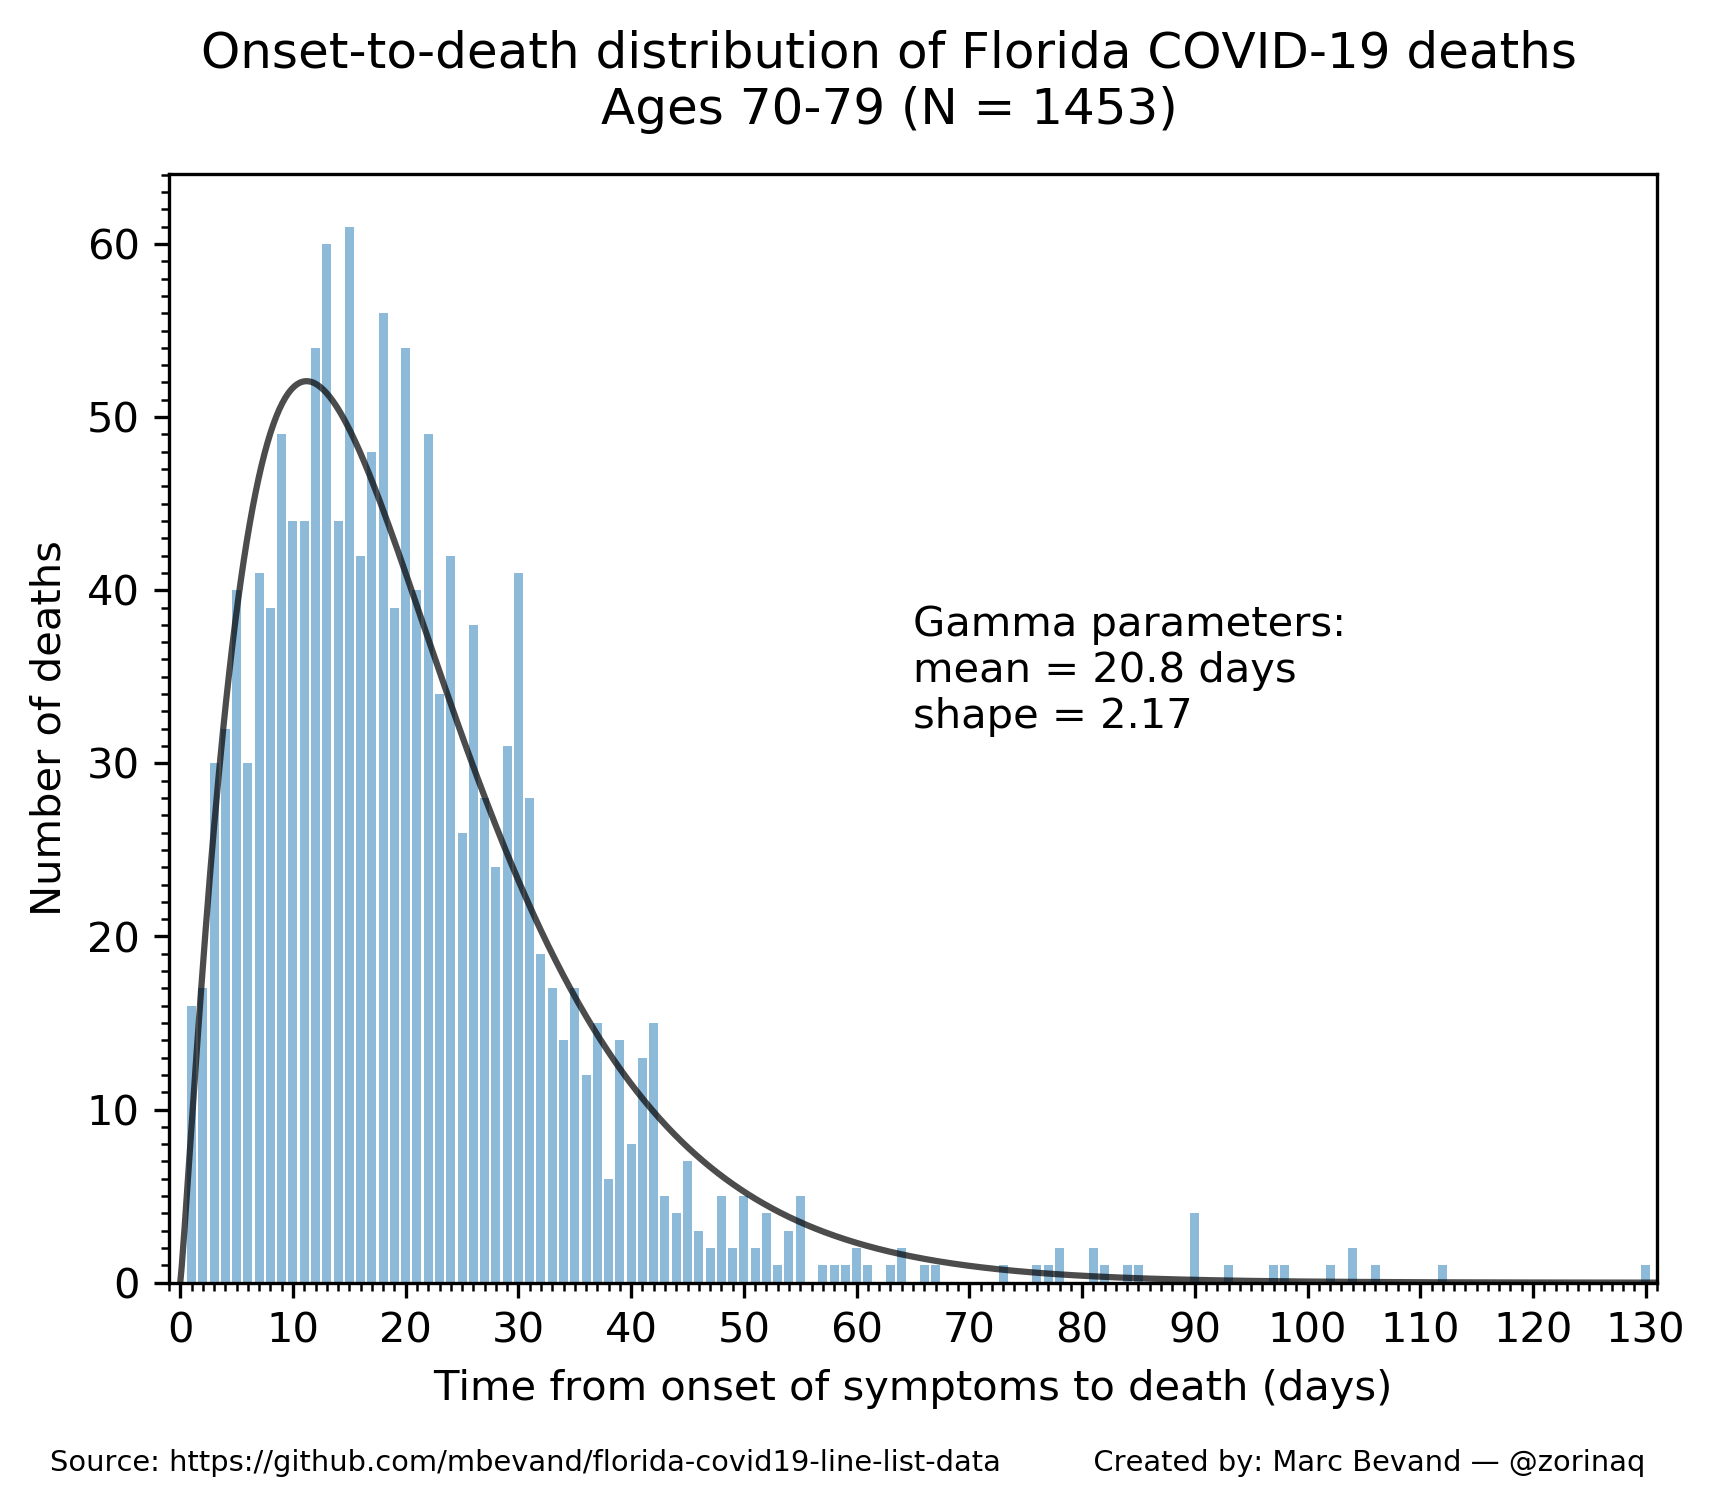 Onset-to-death distribution of Florida COVID-19 deaths
Ages 70-79 (N = 1453)
60
50
40
30
20
10
0
Number of deaths
Gamma parameters:
mean = 20.8 days
shape = 2.17
0 10 20 30 40 50 60 70 80 90 100 110 120 130
Time from onset of symptoms to death (days)
Source: https://github.com/mbevand/florida-covid19-line-list-data Created by: Marc Bevand — @zorinaq